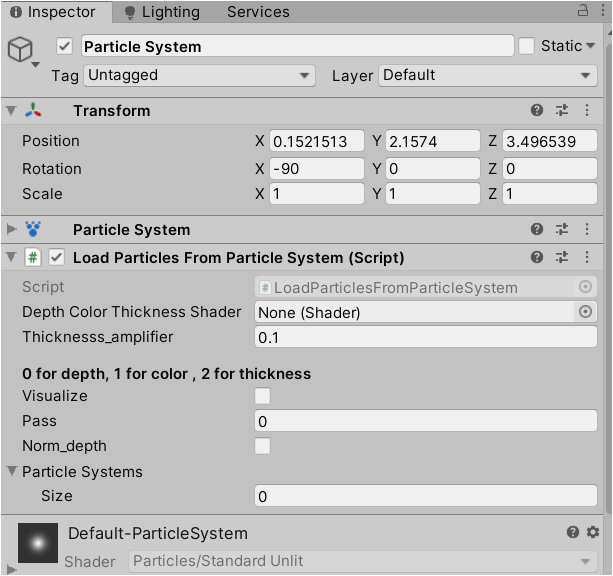 Inspector Lighting Services
Particle System Static
Tag Untagged Layer Default
Transform
Position X 0.1521513 Y 2.1574 Z 3.496539
Rotation X -90 Y 0 Z 0
Scale X 1 Y 1 Z 1
Particle System
# Load Particles From Particle System (Script)
Script # LoadParticlesFromParticleSystem
Depth Color Thickness Shader None (Shader)
Thicknesss_amplifier 0.1
0 for depth, 1 for color , 2 for thickness
Visualize
Pass 0
Norm_depth
Particle Systems
Size 0
Default-ParticleSystem
Shader Particles/Standard Unlit